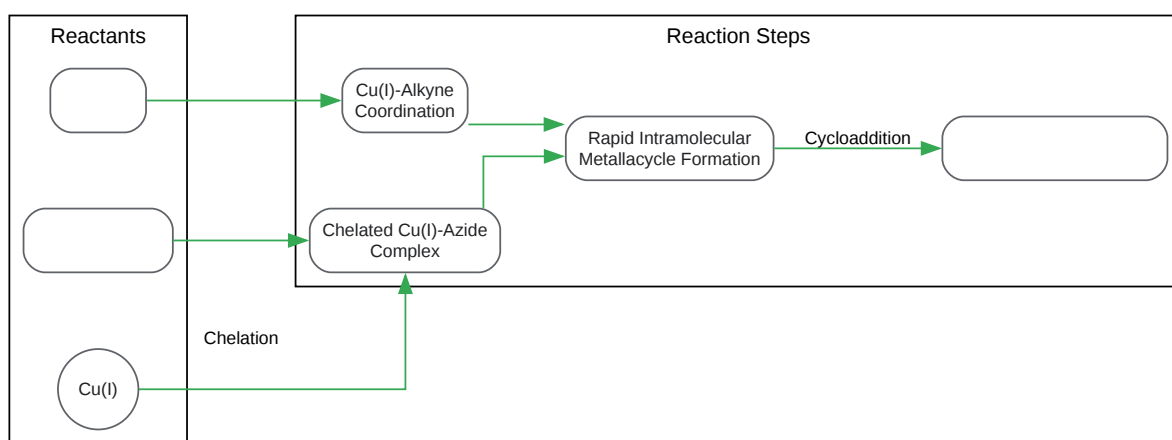 Reactants
Reaction Steps
Cu(I)-Alkyne
Coordination
Rapid Intramolecular
Metallacycle Formation
Cycloaddition
Chelated Cu(I)-Azide
Complex
Chelation
Cu(I)